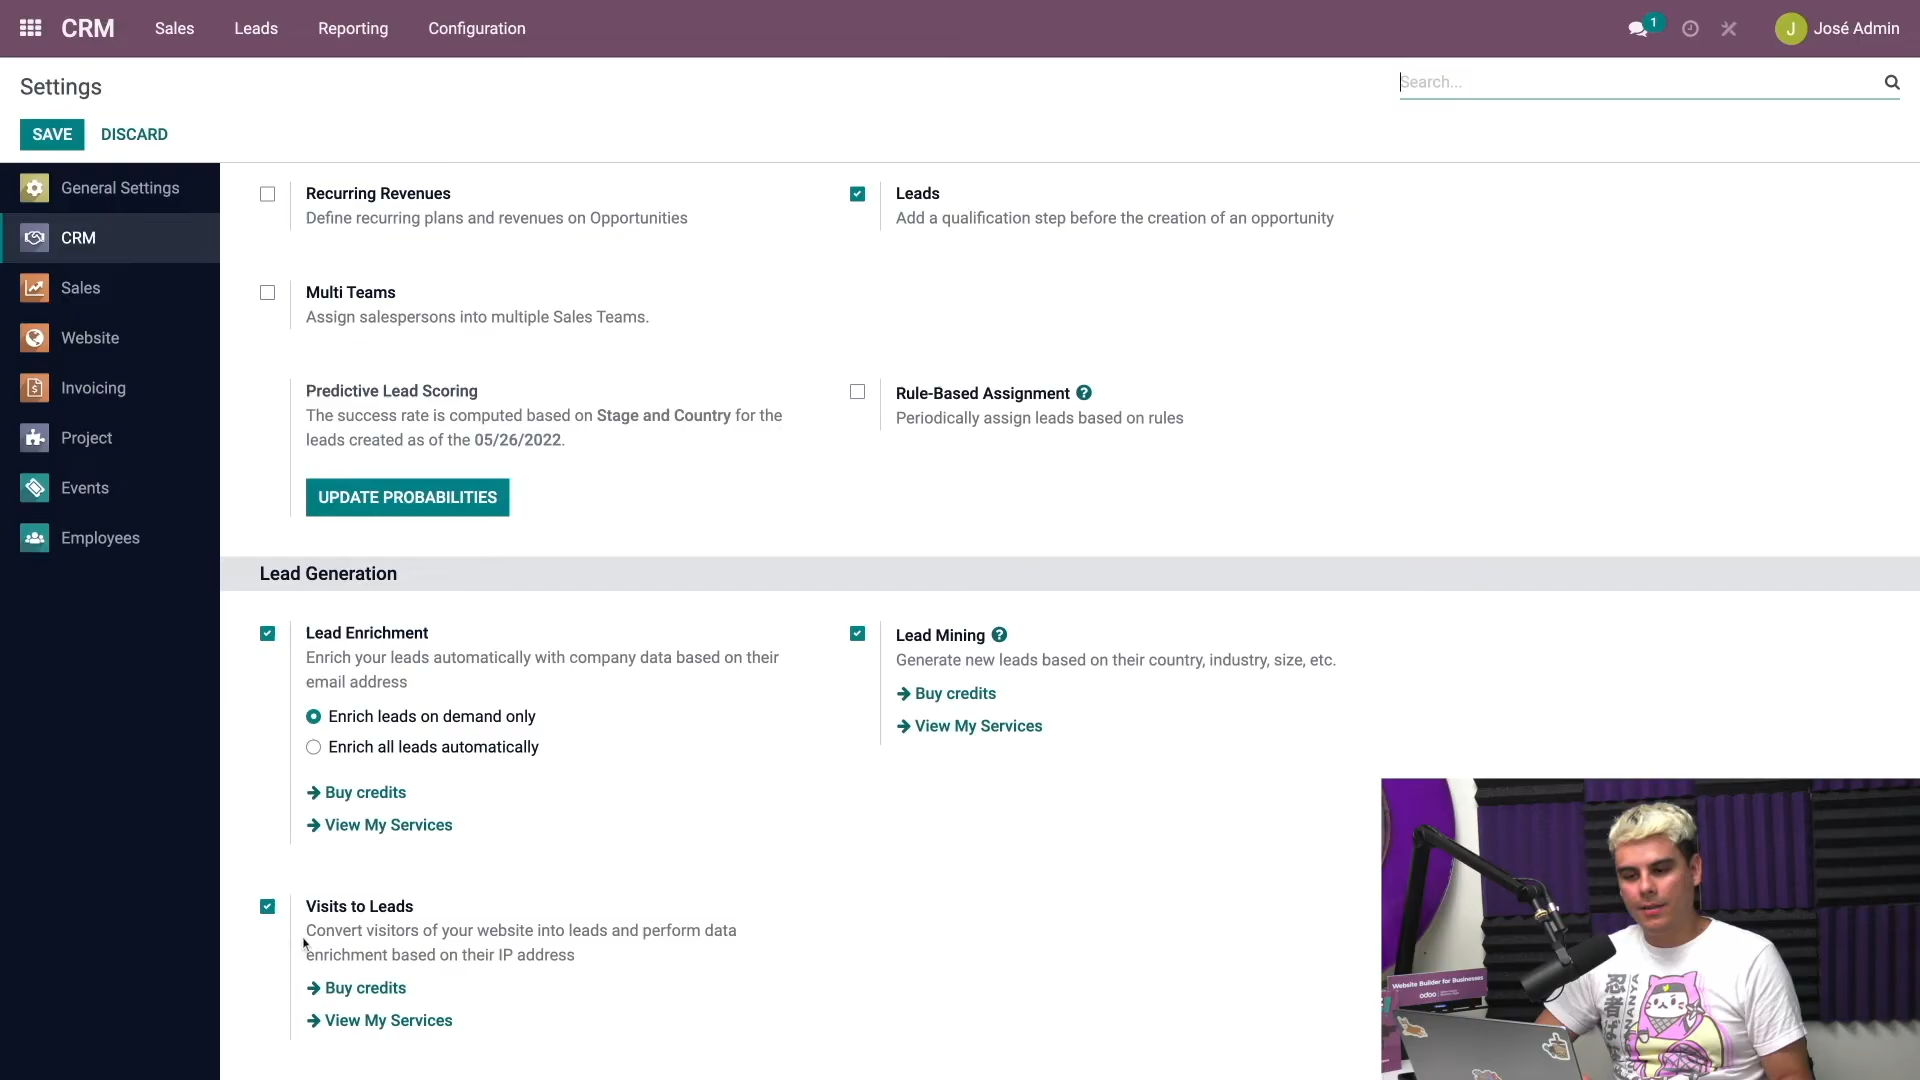 CRM Sales Leads Reporting Configuration 1 J José Admin
Settings
Search...
SAVE DISCARD
General Settings
CRM
Sales
Website
Invoicing
Project
Events
Employees
Recurring Revenues
Define recurring plans and revenues on Opportunities
Leads
Add a qualification step before the creation of an opportunity
Multi Teams
Assign salespersons into multiple Sales Teams.
Predictive Lead Scoring
The success rate is computed based on Stage and Country for the
leads created as of the 05/26/2022.
UPDATE PROBABILITIES
Rule-Based Assignment ?
Periodically assign leads based on rules
Lead Generation
Lead Enrichment
Enrich your leads automatically with company data based on their
email address
Enrich leads on demand only
Enrich all leads automatically
Buy credits
View My Services
Lead Mining ?
Generate new leads based on their country, industry, size, etc.
Buy credits
View My Services
Visits to Leads
Convert visitors of your website into leads and perform data
enrichment based on their IP address
Buy credits
View My Services
Website Builder for Businesses
odoo